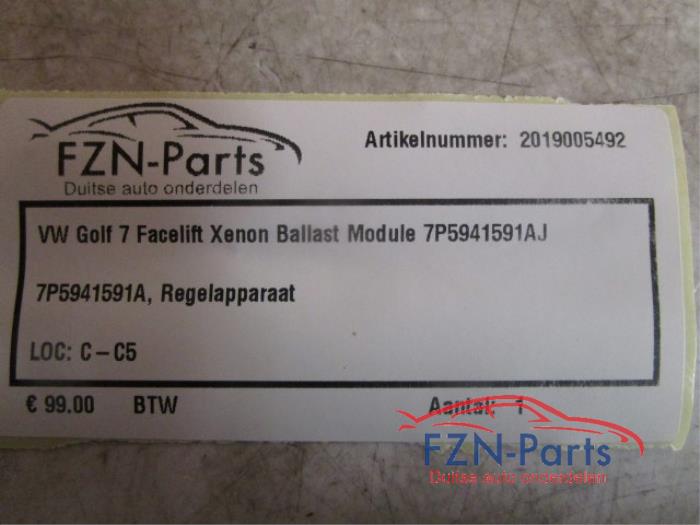 FZN-Parts
Duitse auto onderdelen
Artikelnummer: 2019005492
VW Golf 7 Facelift Xenon Ballast Module 7P5941591AJ
7P5941591A, Regelapparaat
LOC: C – C5
€ 99.00 BTW Aantal: 1
FZN-Parts
Duitse auto onderdelen